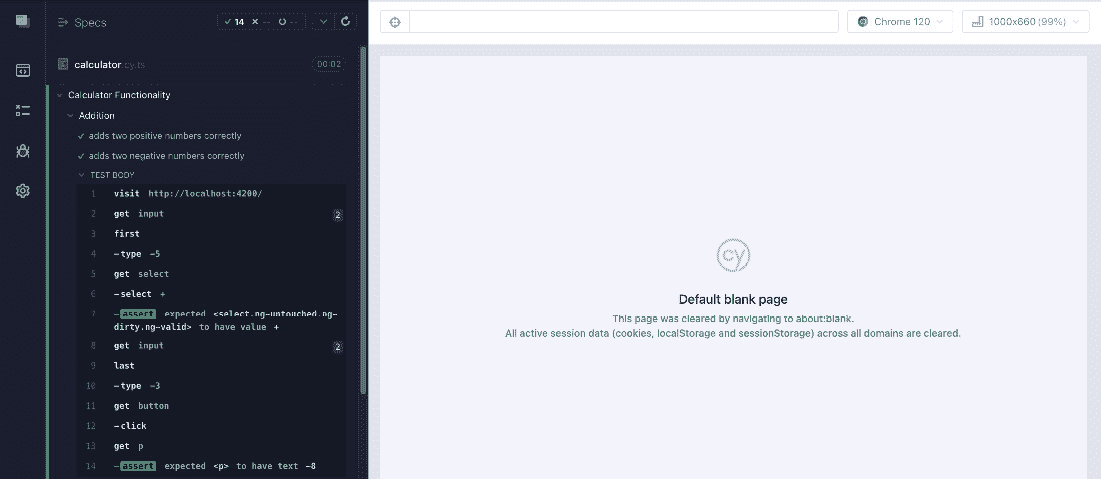 Specs
14 -- --
Chrome 120
1000x660 (99%)
calculator.cy.ts
00:02
Calculator Functionality
Addition
adds two positive numbers correctly
adds two negative numbers correctly
TEST BODY
1 visit http://localhost:4200/
2 get input 2
3 first
4 -type -5
5 get select
6 -select +
7 -assert expected <select.ng-untouched.ng-
dirty.ng-valid> to have value +
8 get input 2
9 last
10 -type -3
11 get button
12 -click
13 get p
14 -assert expected <p> to have text -8
cy
Default blank page
This page was cleared by navigating to about:blank.
All active session data (cookies, localStorage and sessionStorage) across all domains are cleared.